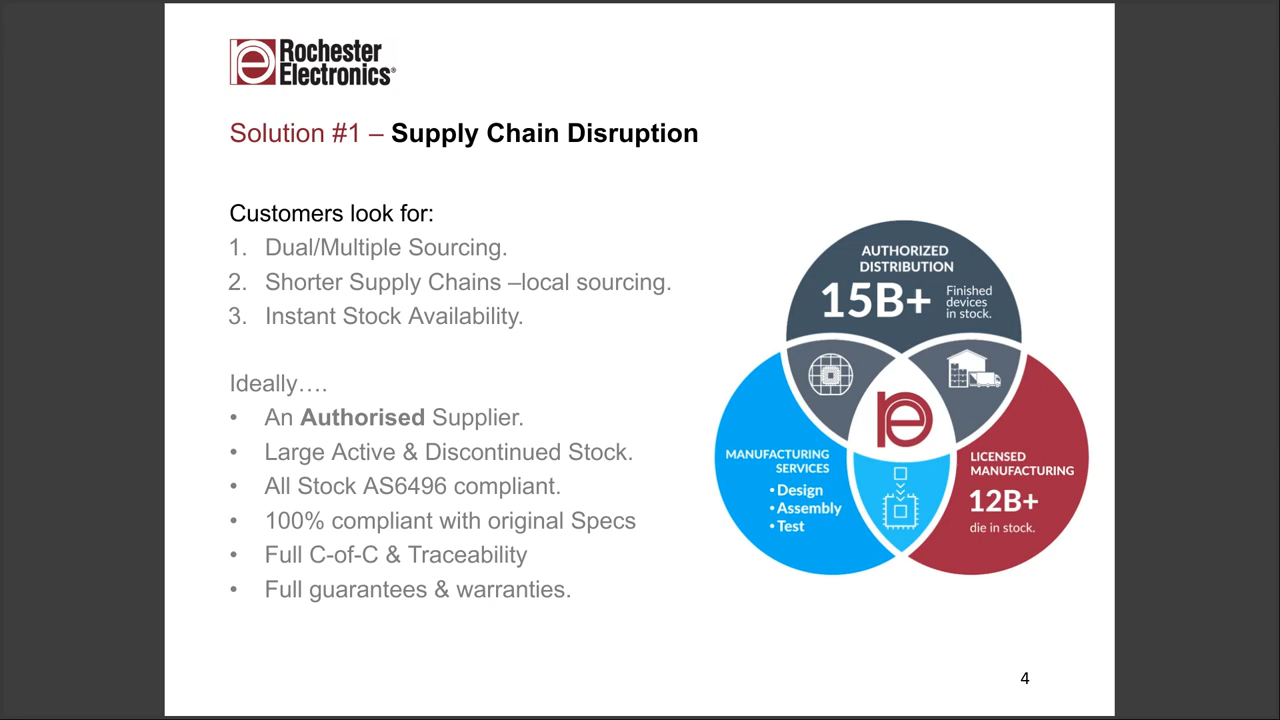 Rochester
Electronics®
Solution #1 – Supply Chain Disruption
Customers look for:
1. Dual/Multiple Sourcing.
2. Shorter Supply Chains –local sourcing.
3. Instant Stock Availability.
Ideally….
• An Authorised Supplier.
• Large Active & Discontinued Stock.
• All Stock AS6496 compliant.
• 100% compliant with original Specs
• Full C-of-C & Traceability
• Full guarantees & warranties.
AUTHORIZED
DISTRIBUTION
15B+
Finished
devices
in stock.
MANUFACTURING
SERVICES
• Design
• Assembly
• Test
re
LICENSED
MANUFACTURING
12B+
die in stock.
4